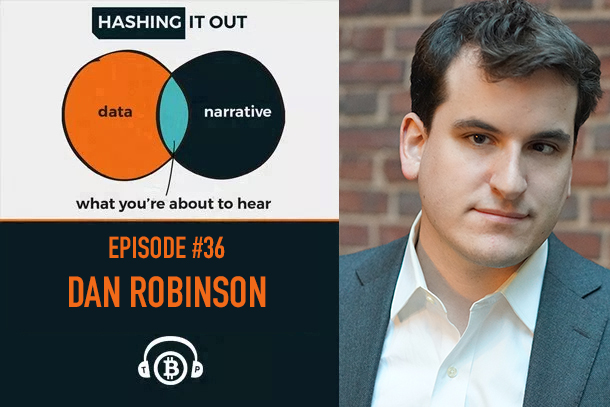 HASHING IT OUT
data
narrative
what you're about to hear
EPISODE #36
DAN ROBINSON
T ₿ P